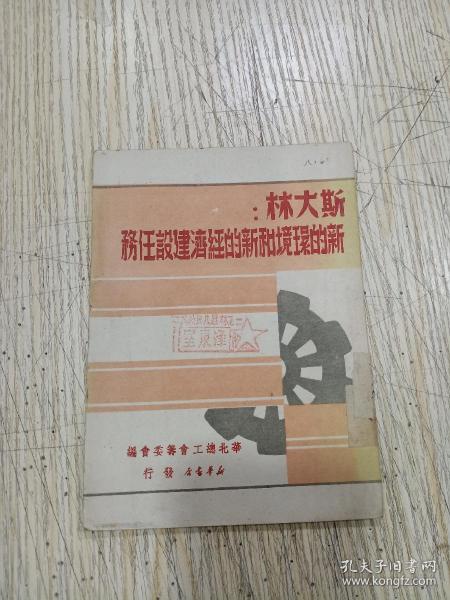 斯大林:
新的環境和新的經濟建設任務
華北總工會籌委會編
新華書店發行
孔夫子旧书网
www.kongfz.com